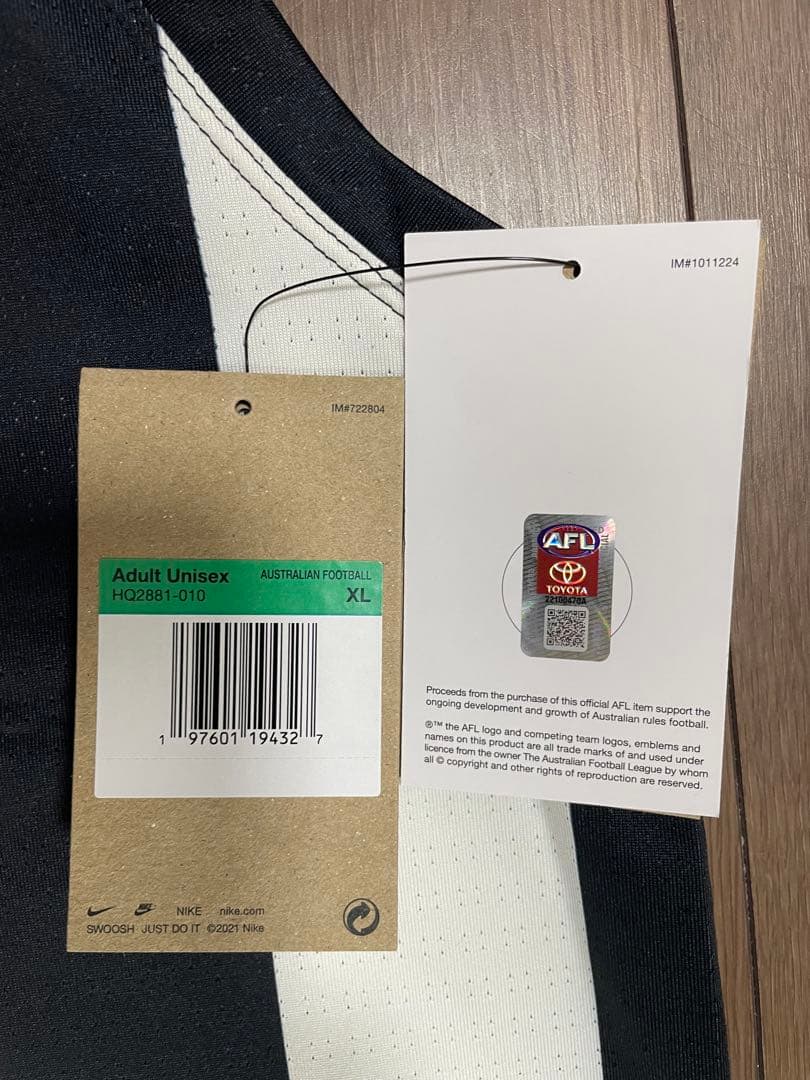 IM#1011224
AFL
TOYOTA
Proceeds from the purchase of this official AFL item support the
ongoing development and growth of Australian rules football.
®™ the AFL logo and competing team logos, emblems and
names on this product are all trade marks of and used under
licence from the owner The Australian Football League by whom
all © copyright and other rights of reproduction are reserved.
IM#722804
Adult Unisex AUSTRALIAN FOOTBALL
HQ2881-010 XL
1 97601 19432 7
NIKE nike.com
SWOOSH JUST DO IT ©2021 Nike